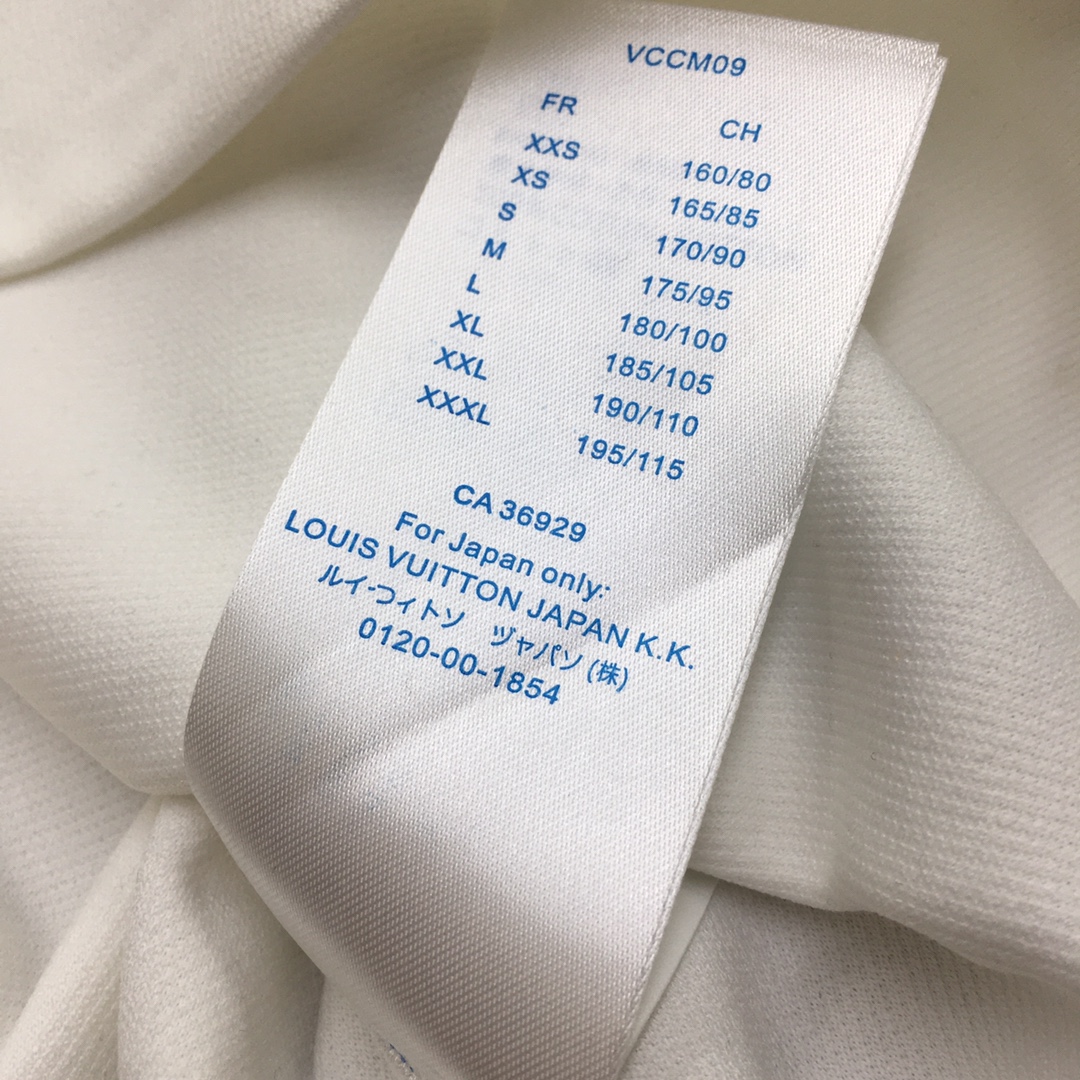 VCCM09
FR CH
XXS 160/80
XS 165/85
S 170/90
M 175/95
L 180/100
XL 185/105
XXL 190/110
XXXL 195/115
CA 36929
For Japan only:
LOUIS VUITTON JAPAN K.K.
ルイ-つィトソ ヅャパソ (株)
0120-00-1854